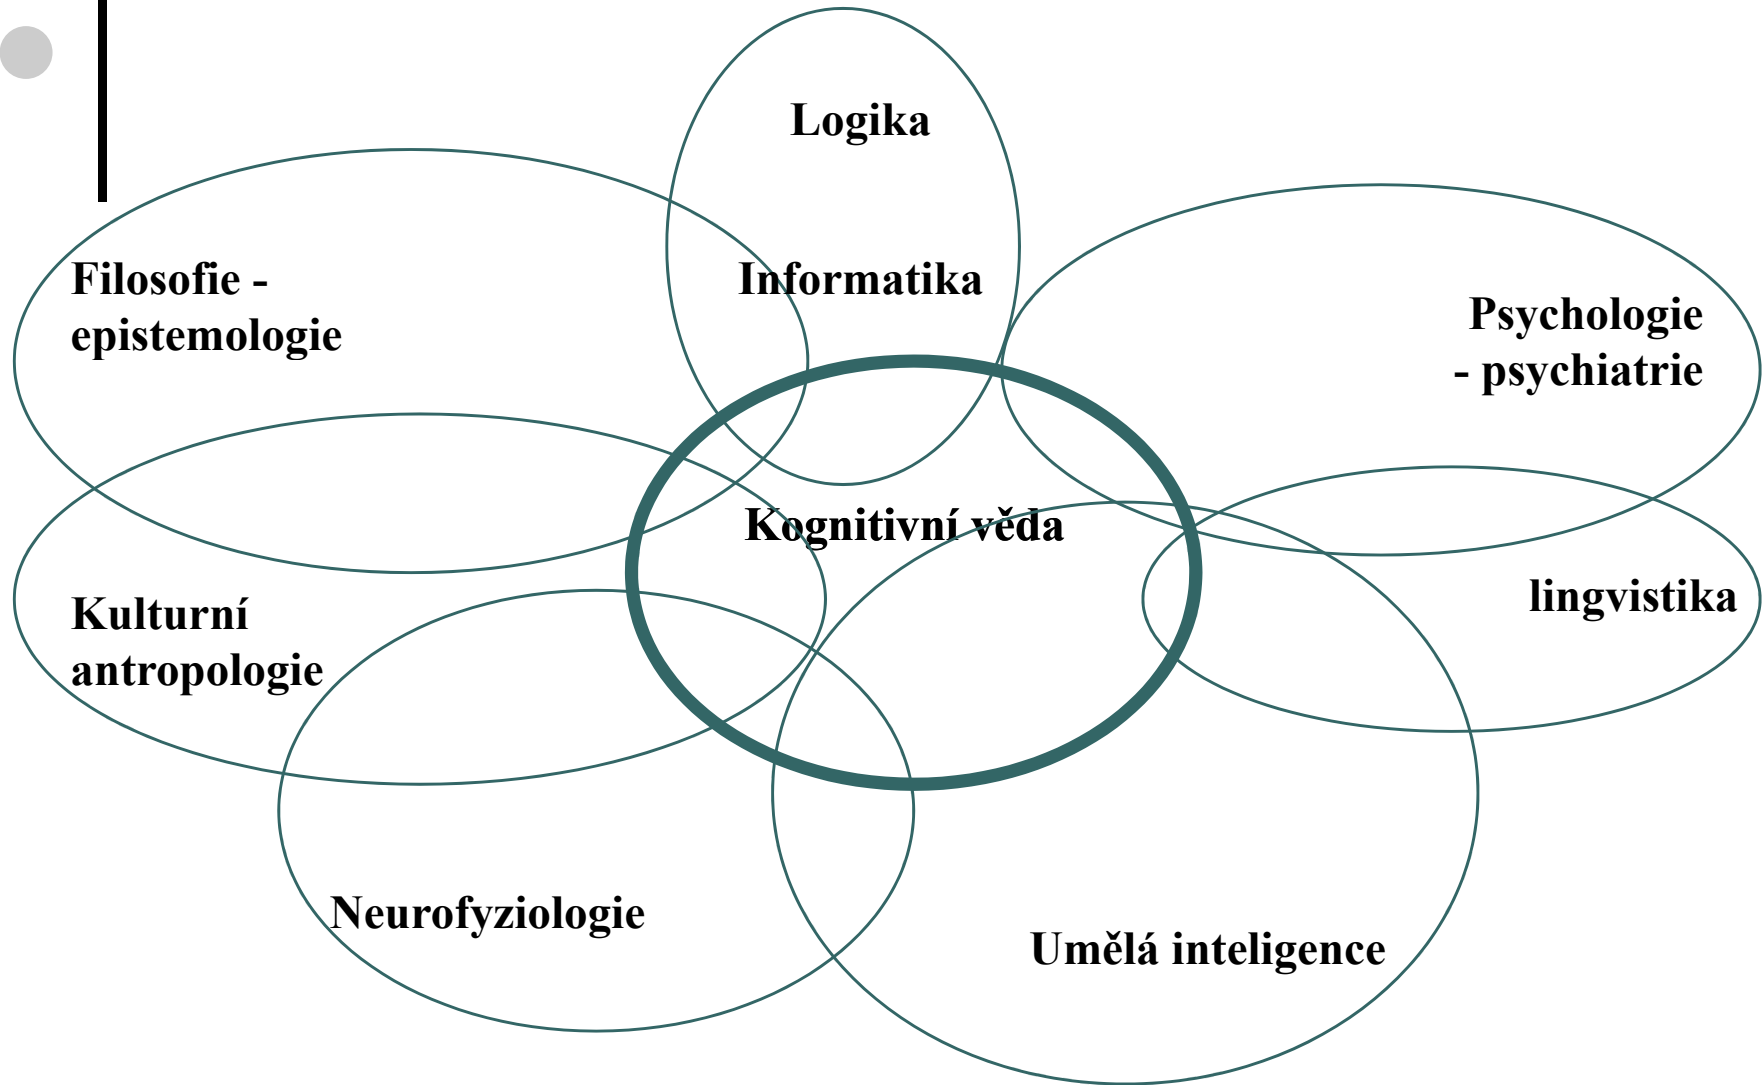 Logika
Informatika
Filosofie -
epistemologie
Psychologie
- psychiatrie
Kognitivní věda
lingvistika
Kulturní
antropologie
Neurofyziologie
Umělá inteligence